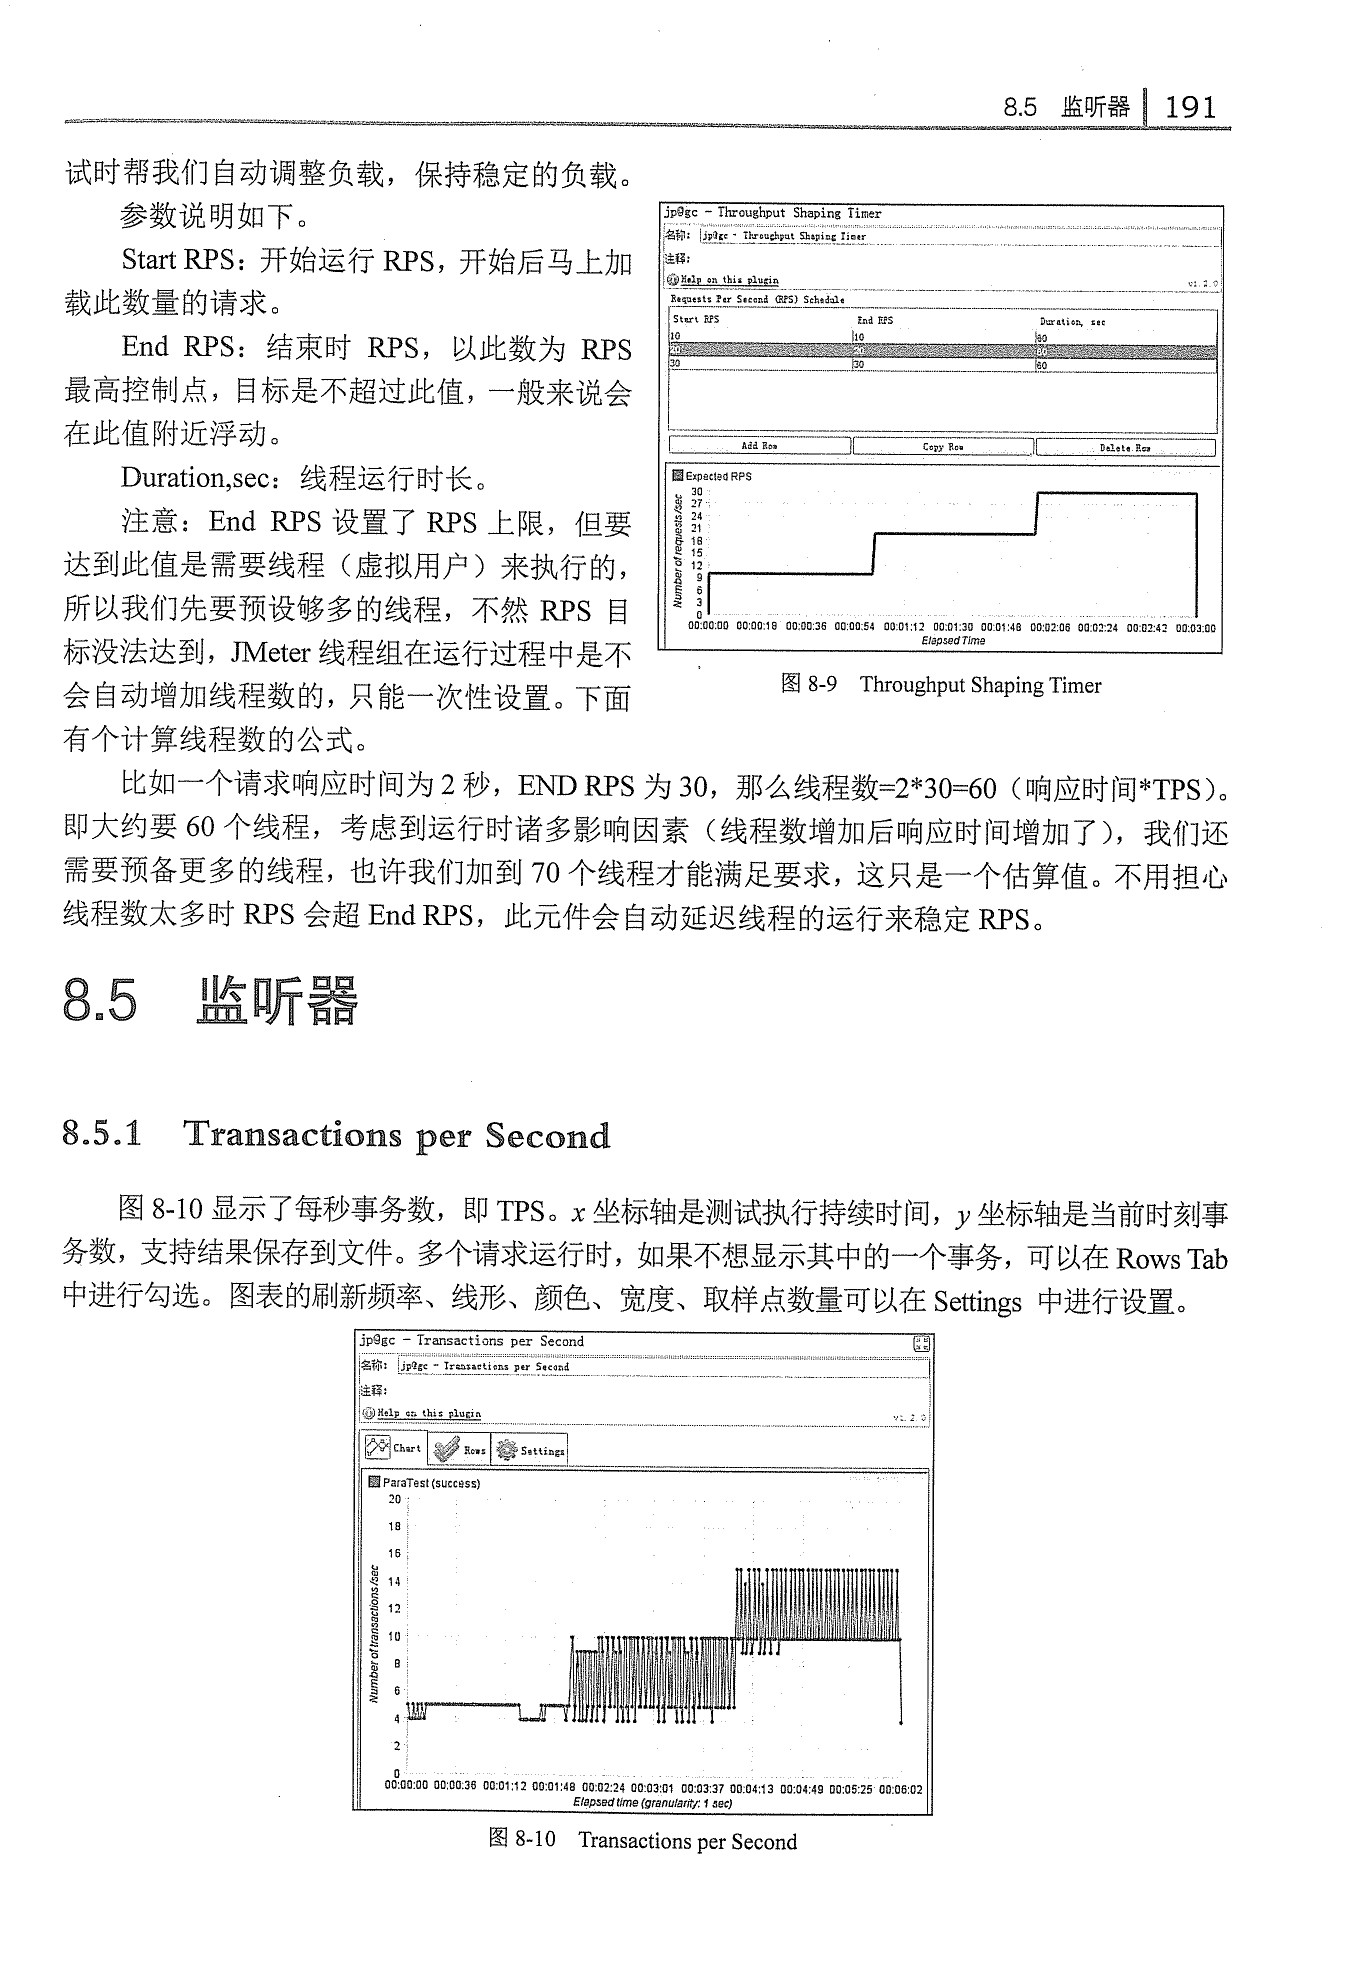 8.5 监听器 191
试时帮我们自动调整负载，保持稳定的负载。
参数说明如下。
Start RPS：开始运行 RPS，开始后马上加
载此数量的请求。
End RPS：结束时 RPS，以此数为 RPS
最高控制点，目标是不超过此值，一般来说会
在此值附近浮动。
Duration,sec：线程运行时长。
注意：End RPS 设置了 RPS 上限，但要
达到此值是需要线程（虚拟用户）来执行的，
所以我们先要预设够多的线程，不然 RPS 目
标没法达到，JMeter 线程组在运行过程中是不
会自动增加线程数的，只能一次性设置。下面
有个计算线程数的公式。
jp@gc - Throughput Shaping Timer
名称： jp@gc - Throughput Shaping Timer
注释：
Help on this plugin v1.2.0
Requests Per Second (RPS) Schedule
Start RPS End RPS Duration, sec
10 10 60
20 20 60
30 30 60
Add Row Copy Row Delete Row
Expected RPS
30
27
24
21
18
15
12
9
6
3
0
Number of requests/sec
00:00:00 00:00:18 00:00:36 00:00:54 00:01:12 00:01:30 00:01:48 00:02:06 00:02:24 00:02:42 00:03:00
Elapsed Time
图 8-9 Throughput Shaping Timer
比如一个请求响应时间为 2 秒，END RPS 为 30，那么线程数=2*30=60（响应时间*TPS）。
即大约要 60 个线程，考虑到运行时诸多影响因素（线程数增加后响应时间增加了），我们还
需要预备更多的线程，也许我们加到 70 个线程才能满足要求，这只是一个估算值。不用担心
线程数太多时 RPS 会超 End RPS，此元件会自动延迟线程的运行来稳定 RPS。
8.5 监听器
8.5.1 Transactions per Second
图 8-10 显示了每秒事务数，即 TPS。x 坐标轴是测试执行持续时间，y 坐标轴是当前时刻事
务数，支持结果保存到文件。多个请求运行时，如果不想显示其中的一个事务，可以在 Rows Tab
中进行勾选。图表的刷新频率、线形、颜色、宽度、取样点数量可以在 Settings 中进行设置。
jp@gc - Transactions per Second
名称： jp@gc - Transactions per Second
注释：
Help on this plugin v1.2.0
Chart Rows Settings
ParaTest (success)
20
18
16
14
12
10
8
6
4
2
0
Number of transactions /sec
00:00:00 00:00:36 00:01:12 00:01:48 00:02:24 00:03:01 00:03:37 00:04:13 00:04:49 00:05:25 00:06:02
Elapsed time (granularity: 1 sec)
图 8-10 Transactions per Second